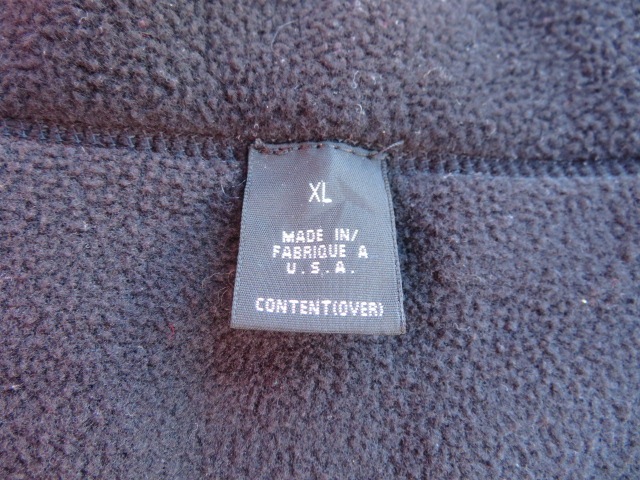 XL
MADE IN/
FABRIQUE A
U.S.A.
CONTENT(OVER)